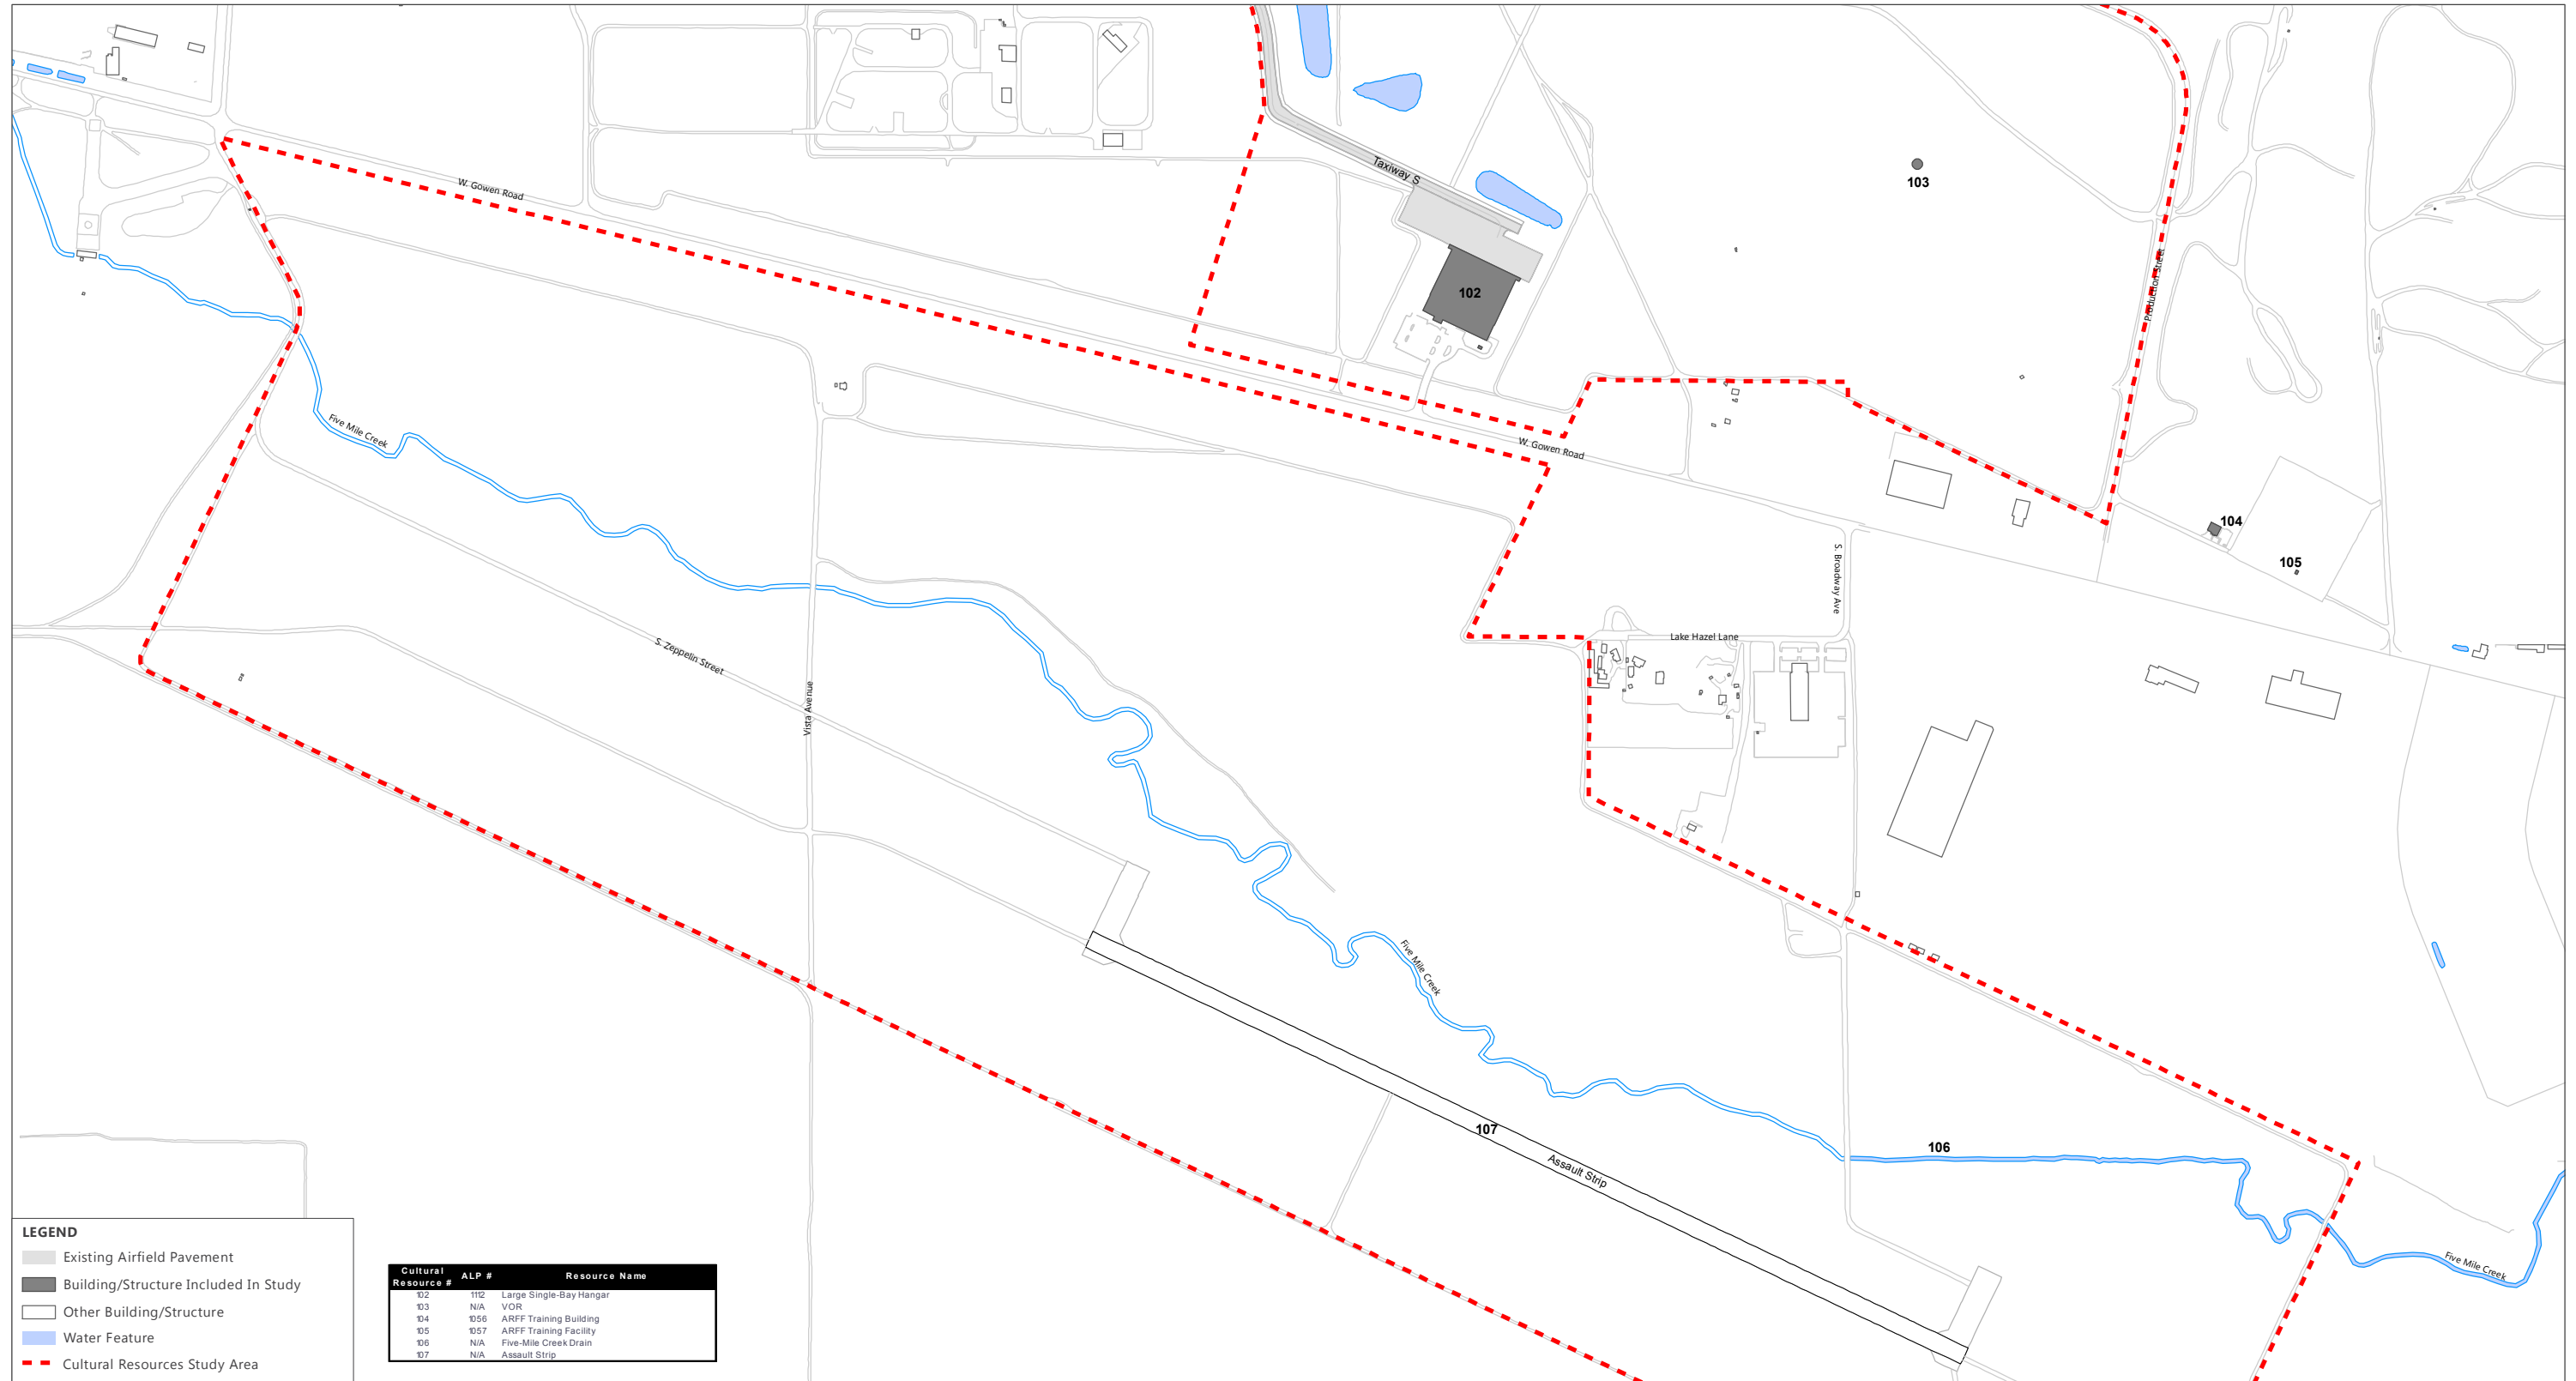 Taxiway S
103
W. Gowen Road
Production Street
102
Five Mile Creek
W. Gowen Road
104
S. Broadway Ave
105
Lake Hazel Lane
S. Zeppelin Street
Vista Avenue
Five Mile Creek
107
106
Assault Strip
Five Mile Creek
LEGEND
Existing Airfield Pavement
Building/Structure Included In Study
Other Building/Structure
Water Feature
Cultural Resources Study Area
Cultural Resource # ALP # Resource Name
102 1112 Large Single-Bay Hangar
103 N/A VOR
104 1056 ARFF Training Building
105 1057 ARFF Training Facility
106 N/A Five-Mile Creek Drain
107 N/A Assault Strip